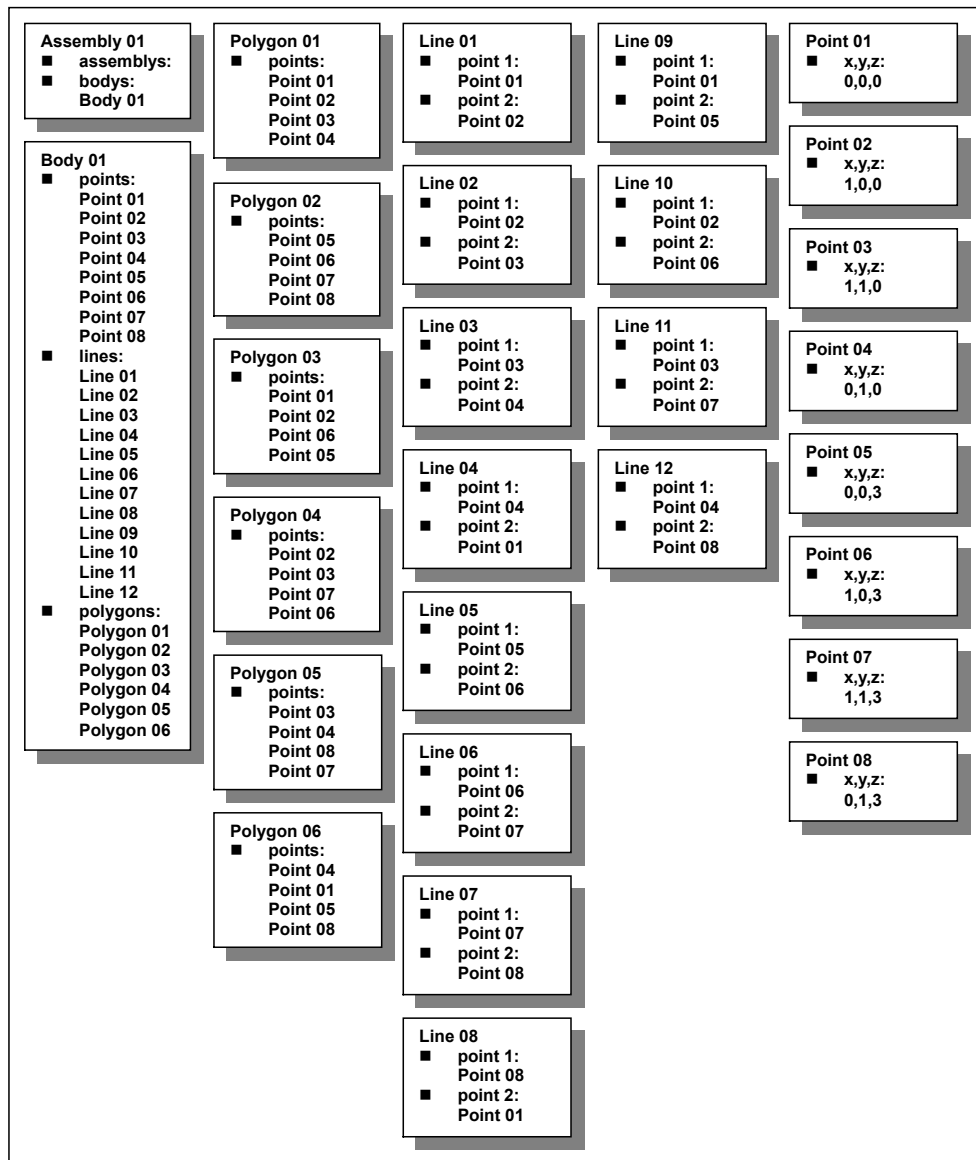 Assembly 01
■ assemblys:
■ bodys:
Body 01
Body 01
■ points:
Point 01
Point 02
Point 03
Point 04
Point 05
Point 06
Point 07
Point 08
■ lines:
Line 01
Line 02
Line 03
Line 04
Line 05
Line 06
Line 07
Line 08
Line 09
Line 10
Line 11
Line 12
■ polygons:
Polygon 01
Polygon 02
Polygon 03
Polygon 04
Polygon 05
Polygon 06
Polygon 01
■ points:
Point 01
Point 02
Point 03
Point 04
Polygon 02
■ points:
Point 05
Point 06
Point 07
Point 08
Polygon 03
■ points:
Point 01
Point 02
Point 06
Point 05
Polygon 04
■ points:
Point 02
Point 03
Point 07
Point 06
Polygon 05
■ points:
Point 03
Point 04
Point 08
Point 07
Polygon 06
■ points:
Point 04
Point 01
Point 05
Point 08
Line 01
■ point 1:
Point 01
■ point 2:
Point 02
Line 02
■ point 1:
Point 02
■ point 2:
Point 03
Line 03
■ point 1:
Point 03
■ point 2:
Point 04
Line 04
■ point 1:
Point 04
■ point 2:
Point 01
Line 05
■ point 1:
Point 05
■ point 2:
Point 06
Line 06
■ point 1:
Point 06
■ point 2:
Point 07
Line 07
■ point 1:
Point 07
■ point 2:
Point 08
Line 08
■ point 1:
Point 08
■ point 2:
Point 01
Line 09
■ point 1:
Point 01
■ point 2:
Point 05
Line 10
■ point 1:
Point 02
■ point 2:
Point 06
Line 11
■ point 1:
Point 03
■ point 2:
Point 07
Line 12
■ point 1:
Point 04
■ point 2:
Point 08
Point 01
■ x,y,z:
0,0,0
Point 02
■ x,y,z:
1,0,0
Point 03
■ x,y,z:
1,1,0
Point 04
■ x,y,z:
0,1,0
Point 05
■ x,y,z:
0,0,3
Point 06
■ x,y,z:
1,0,3
Point 07
■ x,y,z:
1,1,3
Point 08
■ x,y,z:
0,1,3